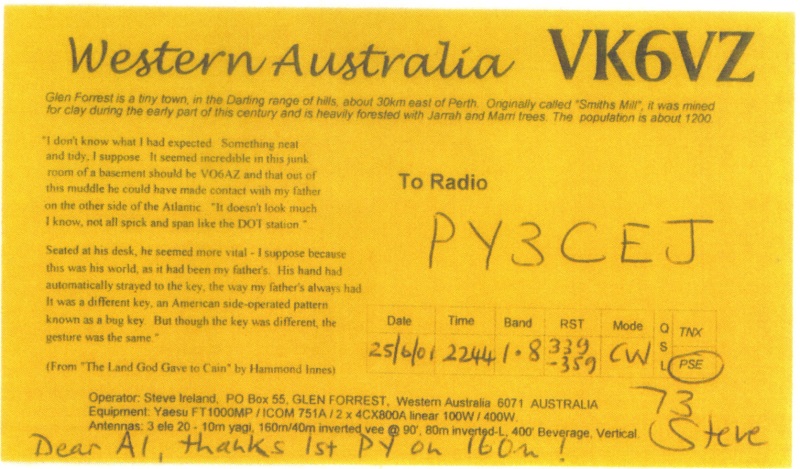 Western Australia VK6VZ
Glen Forrest is a tiny town, in the Darling range of hills, about 30km east of Perth. Originally called "Smiths Mill", it was mined
for clay during the early part of this century and is heavily forested with Jarrah and Marri trees. The population is about 1200.
"I don't know what I had expected. Something neat
and tidy, I suppose. It seemed incredible in this junk
room of a basement should be VO6AZ and that out of
this muddle he could have made contact with my father
on the other side of the Atlantic. "It doesn't look much
I know, not all spick and span like the DOT station."
Seated at his desk, he seemed more vital - I suppose because
this was his world, as it had been my father's. His hand had
automatically strayed to the key, the way my father's always had
It was a different key, an American side-operated pattern
known as a bug key. But though the key was different, the
gesture was the same."
(From "The Land God Gave to Cain" by Hammond Innes)
To Radio
PY3CEJ
Date Time Band RST Mode QSL TNX
25/6/01 2244 1.8 339 CW PSE
-359
Operator: Steve Ireland, PO Box 55, GLEN FORREST, Western Australia 6071 AUSTRALIA
Equipment: Yaesu FT1000MP / ICOM 751A / 2 x 4CX800A linear 100W / 400W.
Antennas: 3 ele 20 - 10m yagi, 160m/40m inverted vee @ 90', 80m inverted-L, 400' Beverage, Vertical.
73
Steve
Dear Al, thanks 1st PY on 160m!